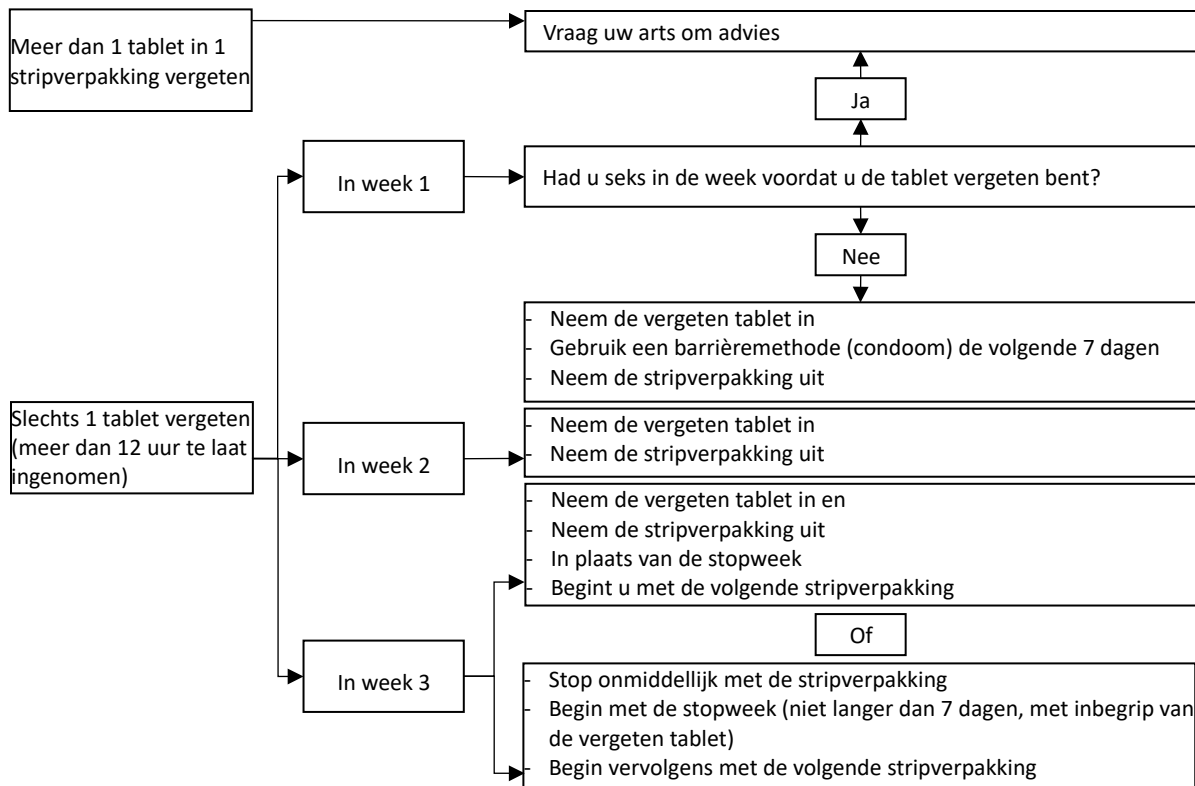 Meer dan 1 tablet in 1
stripverpakking vergeten
Vraag uw arts om advies
Ja
In week 1
Had u seks in de week voordat u de tablet vergeten bent?
Nee
- Neem de vergeten tablet in
- Gebruik een barrièremethode (condoom) de volgende 7 dagen
- Neem de stripverpakking uit
Slechts 1 tablet vergeten
(meer dan 12 uur te laat
ingenomen)
In week 2
- Neem de vergeten tablet in
- Neem de stripverpakking uit
- Neem de vergeten tablet in en
- Neem de stripverpakking uit
- In plaats van de stopweek
- Begint u met de volgende stripverpakking
Of
In week 3
- Stop onmiddellijk met de stripverpakking
- Begin met de stopweek (niet langer dan 7 dagen, met inbegrip van
de vergeten tablet)
- Begin vervolgens met de volgende stripverpakking